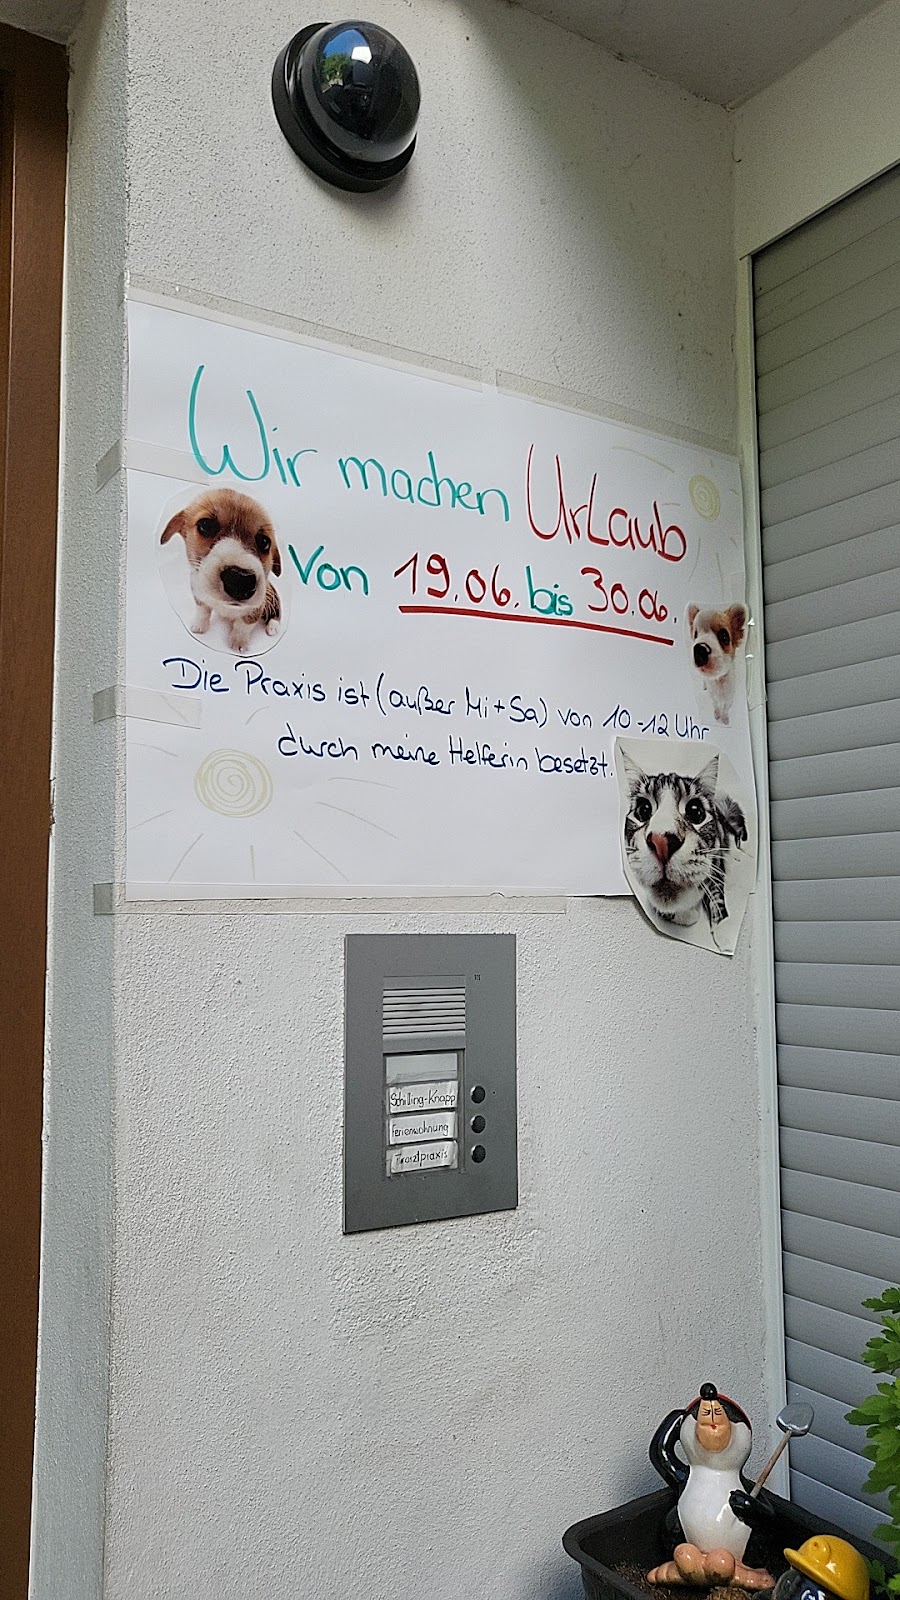 Wir machen Urlaub
Von 19.06. bis 30.06.
Die Praxis ist (außer Mi + Sa) von 10-12 Uhr
durch meine Helferin besetzt.
Schilling-Knapp
Ferienwohnung
Tierarztpraxis